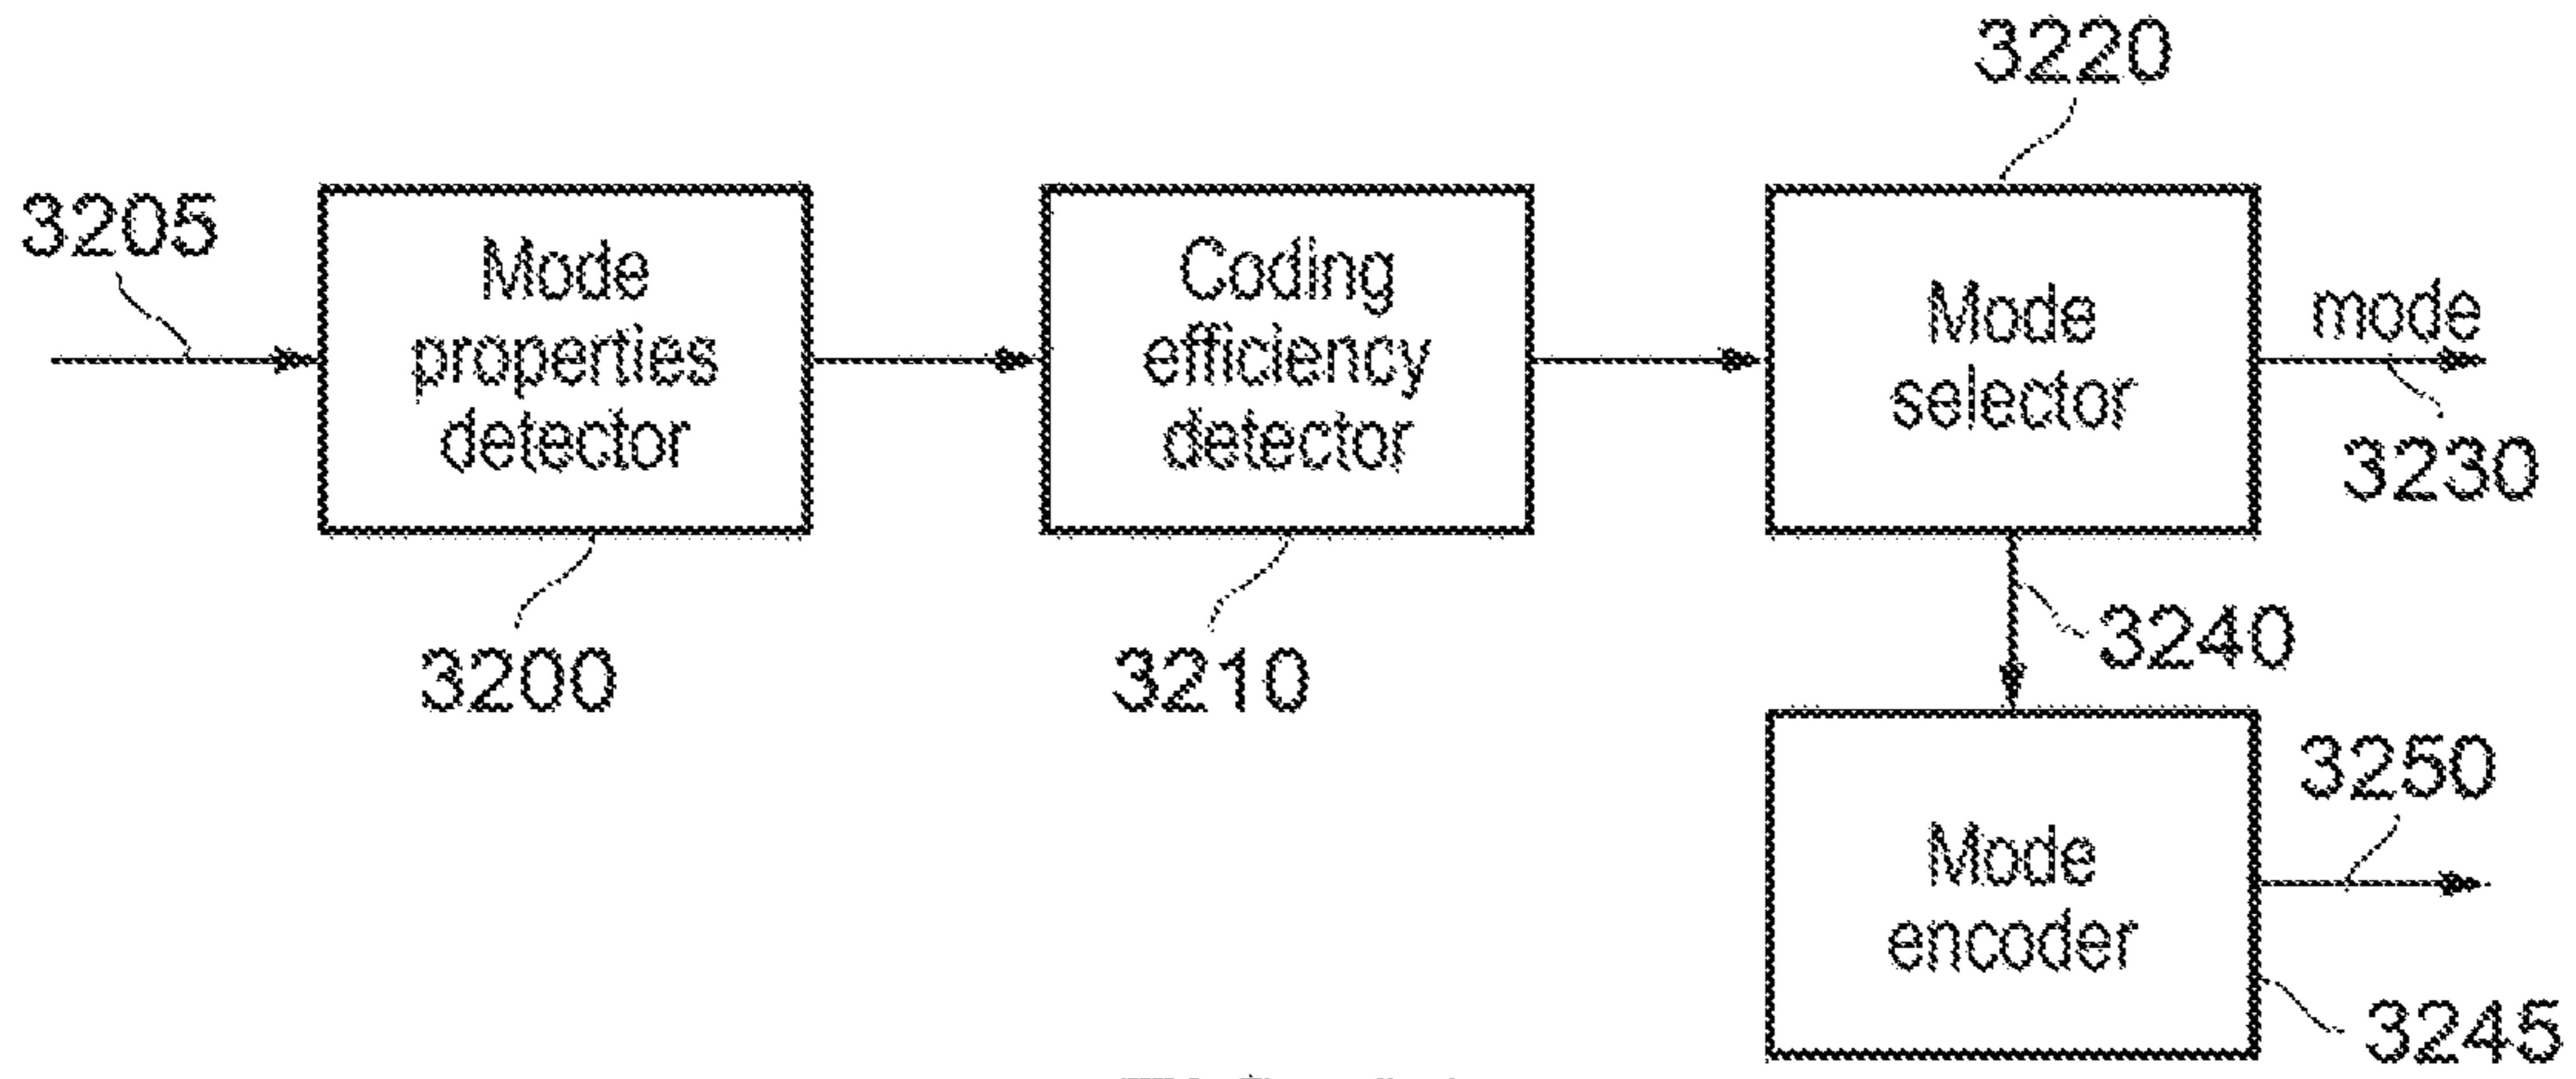 3220
3205
Mode
properties
detector
Coding
efficiency
detector
Mode
selector
mode
3230
3200
3210
3240
Mode
encoder
3250
3245